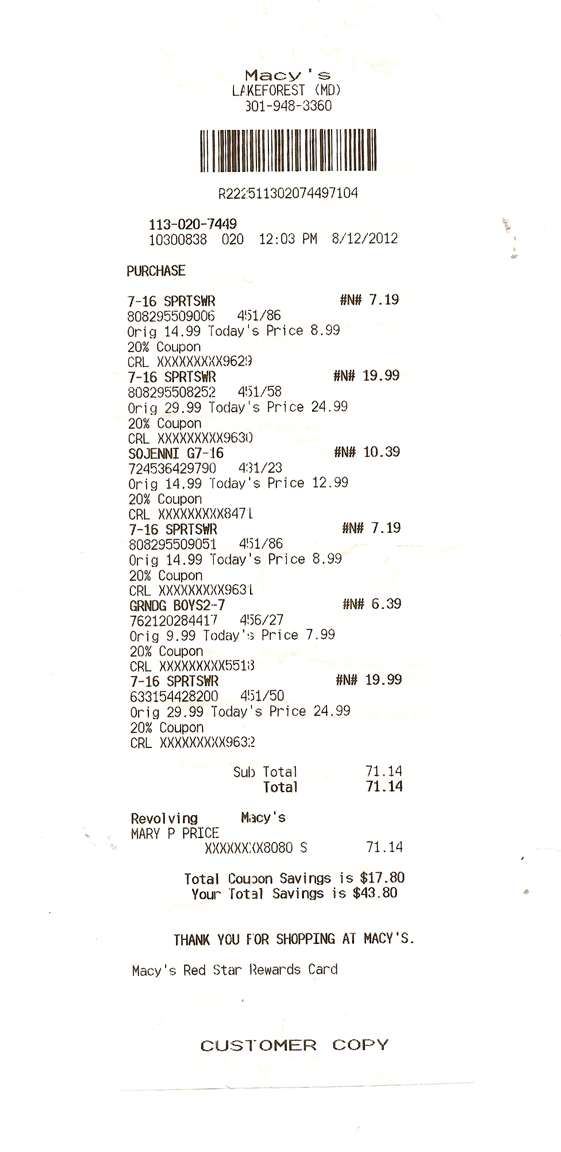 Macy's
LAKEFOREST (MD)
301-948-3360
R222511302074497104
113-020-7449
10300838 020 12:03 PM 8/12/2012
PURCHASE
7-16 SPRTSWR #N# 7.19
808295509006 451/86
Orig 14.99 Today's Price 8.99
20% Coupon
CRL XXXXXXXXX9629
7-16 SPRTSWR #N# 19.99
808295508252 451/58
Orig 29.99 Today's Price 24.99
20% Coupon
CRL XXXXXXXXX9630
SOJENNI G7-16 #N# 10.39
724536429790 431/23
Orig 14.99 Today's Price 12.99
20% Coupon
CRL XXXXXXXXX8471
7-16 SPRTSWR #N# 7.19
808295509051 451/86
Orig 14.99 Today's Price 8.99
20% Coupon
CRL XXXXXXXXX9631
GRNDG BOYS2-7 #N# 6.39
762120284417 456/27
Orig 9.99 Today's Price 7.99
20% Coupon
CRL XXXXXXXXX5513
7-16 SPRTSWR #N# 19.99
633154428200 451/50
Orig 29.99 Today's Price 24.99
20% Coupon
CRL XXXXXXXXX9632
Sub Total 71.14
Total 71.14
Revolving Macy's
MARY P PRICE
XXXXXXXX8080 S 71.14
Total Coupon Savings is $17.80
Your Total Savings is $43.80
THANK YOU FOR SHOPPING AT MACY'S.
Macy's Red Star Rewards Card
CUSTOMER COPY